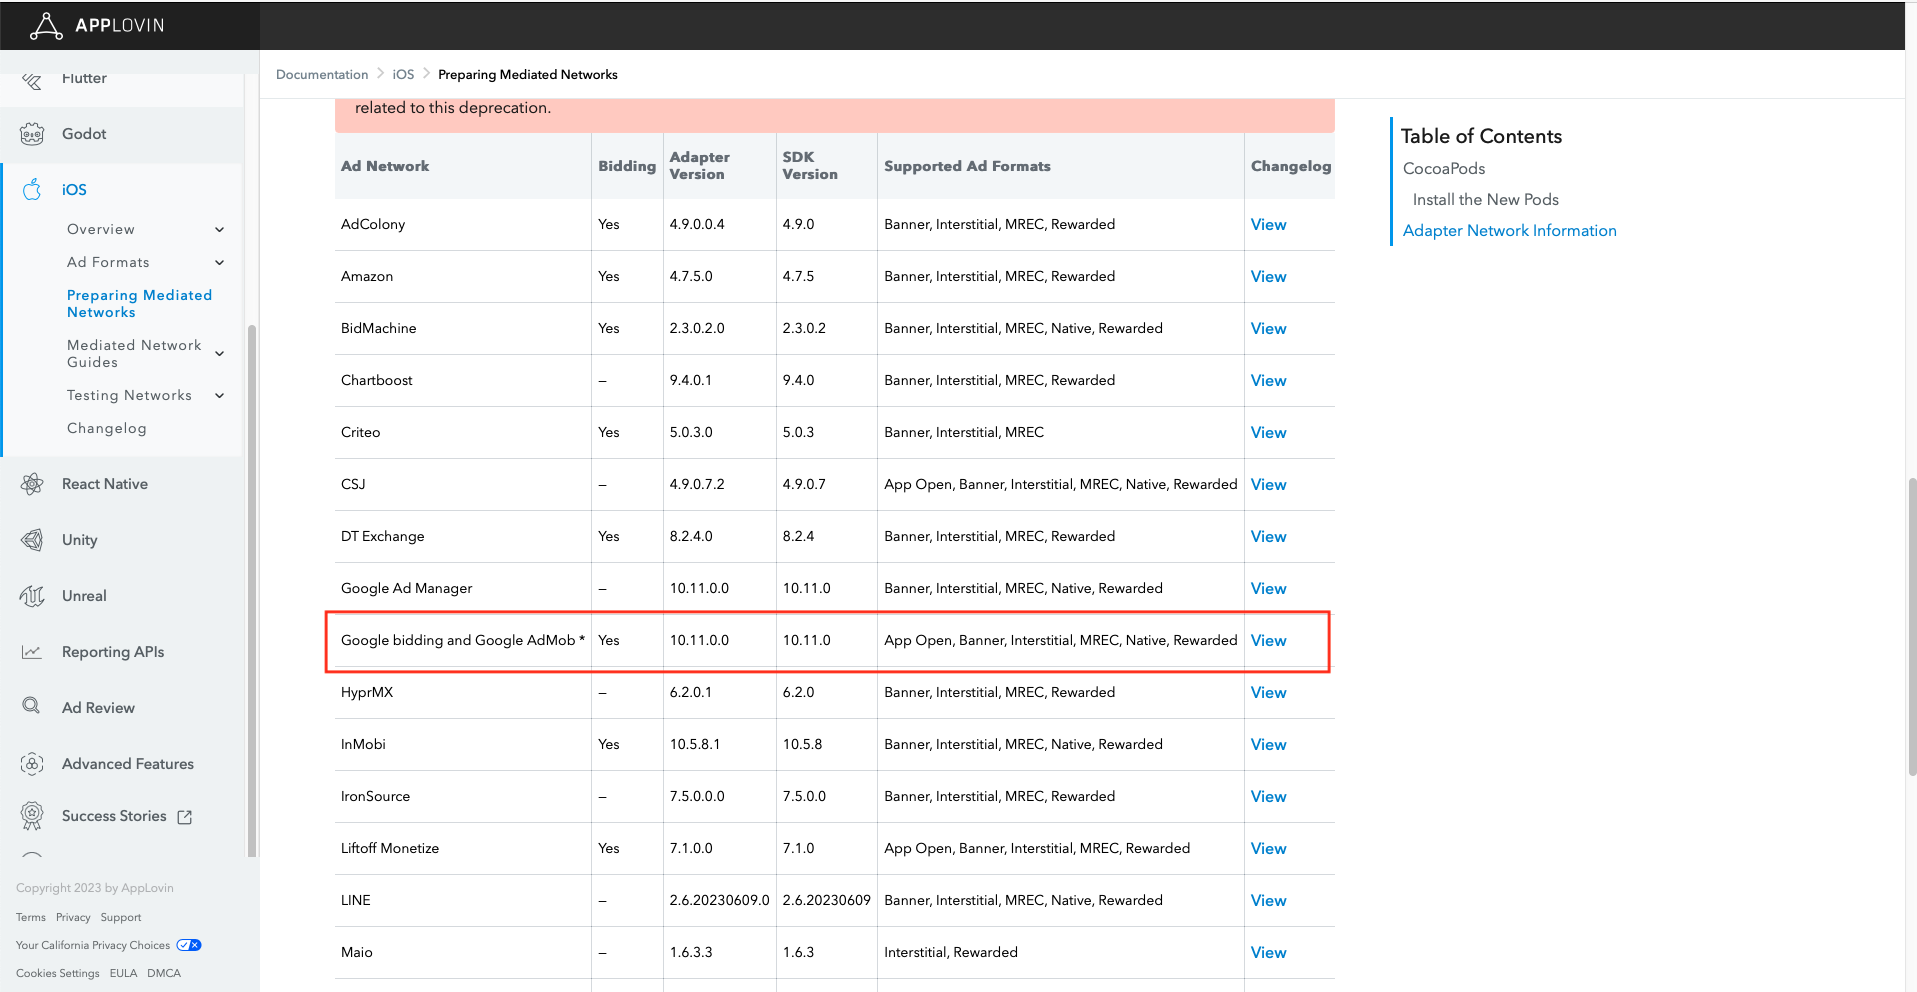 APPLOVIN
Flutter
Godot
iOS
Overview
Ad Formats
Preparing Mediated
Networks
Mediated Network
Guides
Testing Networks
Changelog
React Native
Unity
Unreal
Reporting APIs
Ad Review
Advanced Features
Success Stories
Copyright 2023 by AppLovin
Terms Privacy Support
Your California Privacy Choices
Cookies Settings EULA DMCA
Documentation iOS Preparing Mediated Networks
related to this deprecation.
Ad Network Bidding Adapter Version SDK Version Supported Ad Formats Changelog
AdColony Yes 4.9.0.0.4 4.9.0 Banner, Interstitial, MREC, Rewarded View
Amazon Yes 4.7.5.0 4.7.5 Banner, Interstitial, MREC, Rewarded View
BidMachine Yes 2.3.0.2.0 2.3.0.2 Banner, Interstitial, MREC, Native, Rewarded View
Chartboost – 9.4.0.1 9.4.0 Banner, Interstitial, MREC, Rewarded View
Criteo Yes 5.0.3.0 5.0.3 Banner, Interstitial, MREC View
CSJ – 4.9.0.7.2 4.9.0.7 App Open, Banner, Interstitial, MREC, Native, Rewarded View
DT Exchange Yes 8.2.4.0 8.2.4 Banner, Interstitial, MREC, Rewarded View
Google Ad Manager – 10.11.0.0 10.11.0 Banner, Interstitial, MREC, Native, Rewarded View
Google bidding and Google AdMob * Yes 10.11.0.0 10.11.0 App Open, Banner, Interstitial, MREC, Native, Rewarded View
HyprMX – 6.2.0.1 6.2.0 Banner, Interstitial, MREC, Rewarded View
InMobi Yes 10.5.8.1 10.5.8 Banner, Interstitial, MREC, Native, Rewarded View
IronSource – 7.5.0.0.0 7.5.0.0 Banner, Interstitial, MREC, Rewarded View
Liftoff Monetize Yes 7.1.0.0 7.1.0 App Open, Banner, Interstitial, MREC, Rewarded View
LINE – 2.6.20230609.0 2.6.20230609 Banner, Interstitial, MREC, Native, Rewarded View
Maio – 1.6.3.3 1.6.3 Interstitial, Rewarded View
Table of Contents
CocoaPods
Install the New Pods
Adapter Network Information